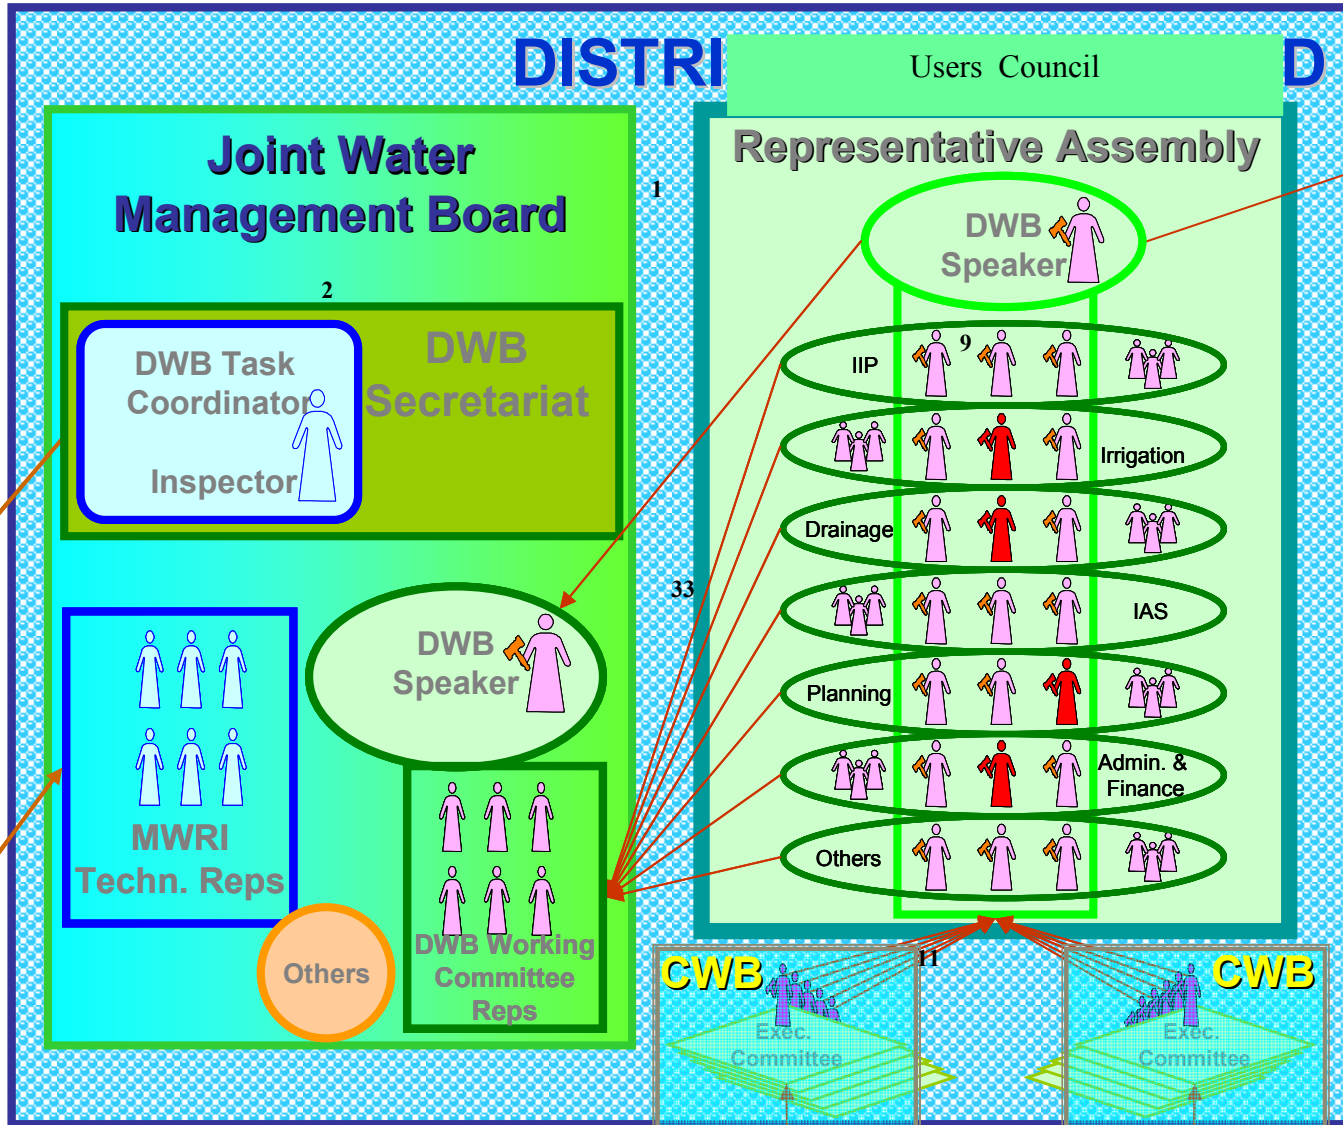 DISTRI
D
Users Council
Joint Water
Management Board
1
2
DWB Task
Coordinator
Inspector
DWB
Secretariat
DWB
Speaker
MWRI
Techn. Reps
Others
DWB Working
Committee
Reps
33
Representative Assembly
DWB
Speaker
9
IIP
Irrigation
Drainage
IAS
Planning
Admin. &
Finance
Others
11
CWB
Exec.
Committee
CWB
Exec.
Committee